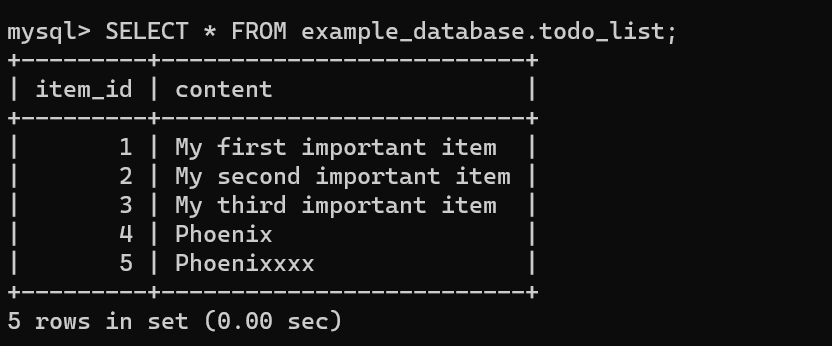 mysql> SELECT * FROM example_database.todo_list;
+---------+--------------------------+
| item_id | content                  |
+---------+--------------------------+
|       1 | My first important item  |
|       2 | My second important item |
|       3 | My third important item  |
|       4 | Phoenix                  |
|       5 | Phoenixxxx               |
+---------+--------------------------+
5 rows in set (0.00 sec)